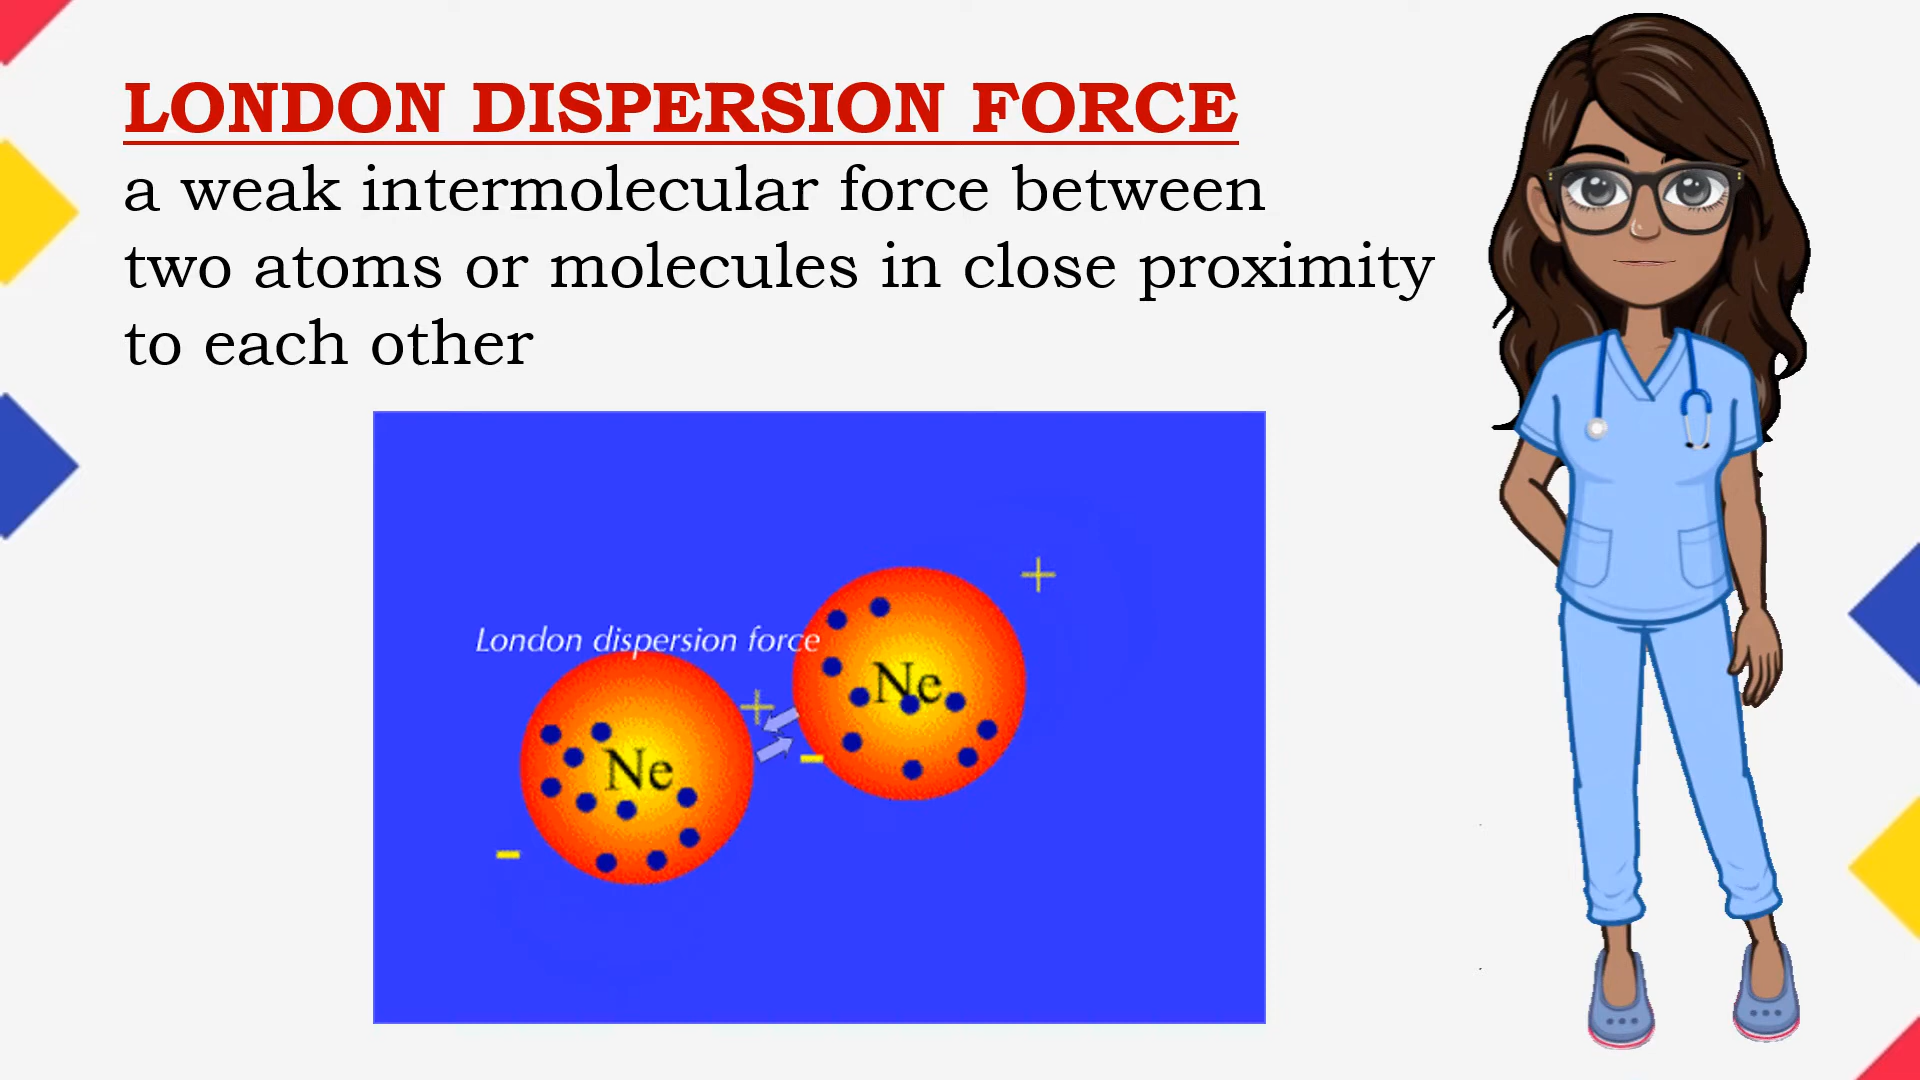 LONDON DISPERSION FORCE
a weak intermolecular force between
two atoms or molecules in close proximity
to each other
London dispersion force
+
Ne
+
-
Ne
-